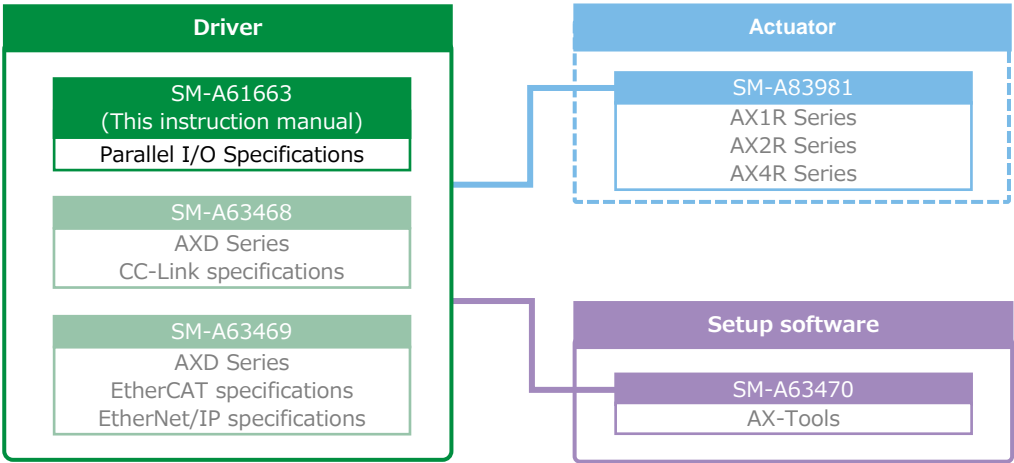 Driver
SM-A61663
(This instruction manual)
Parallel I/O Specifications
SM-A63468
AXD Series
CC-Link specifications
SM-A63469
AXD Series
EtherCAT specifications
EtherNet/IP specifications
Actuator
SM-A83981
AX1R Series
AX2R Series
AX4R Series
Setup software
SM-A63470
AX-Tools